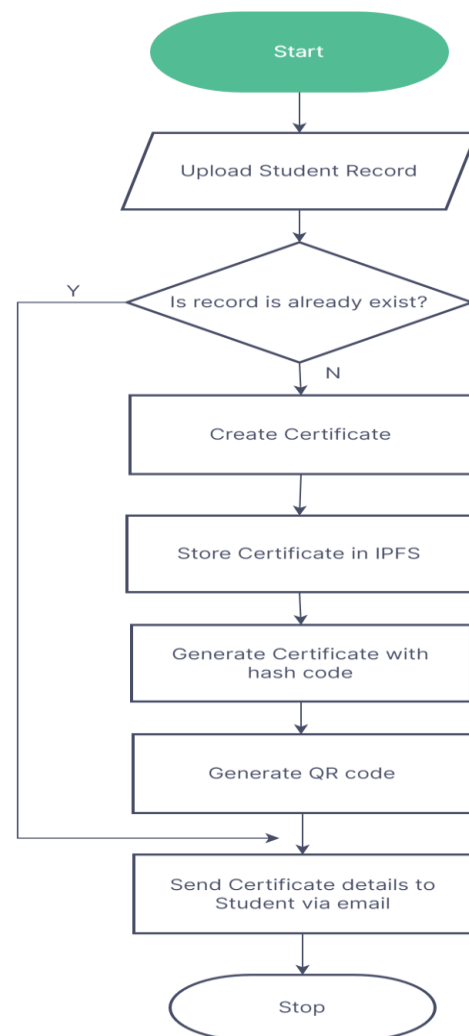 Start
Upload Student Record
Y
Is record is already exist?
N
Create Certificate
Store Certificate in IPFS
Generate Certificate with
hash code
Generate QR code
Send Certificate details to
Student via email
Stop